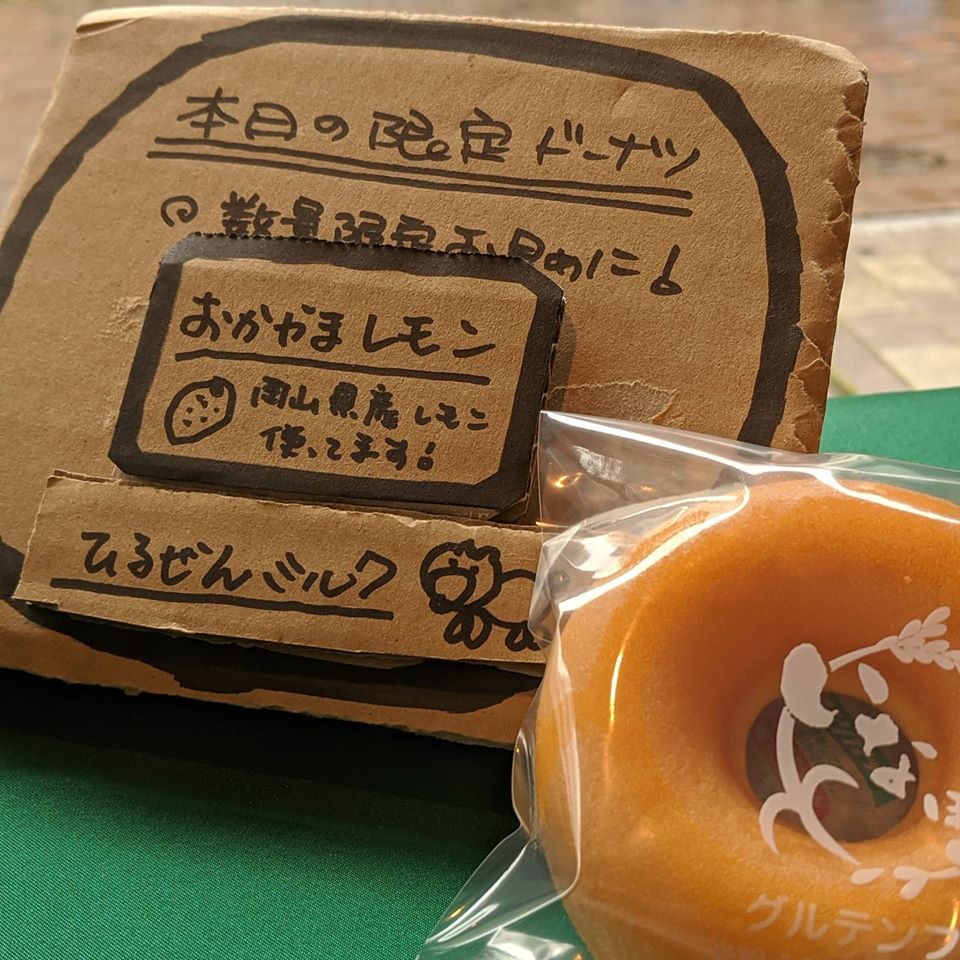 本日の限定ドーナツ
数量限定お早めに!
おかやまレモン
岡山県産レモン
使ってます!
ひるぜんミルク
グルテンフ